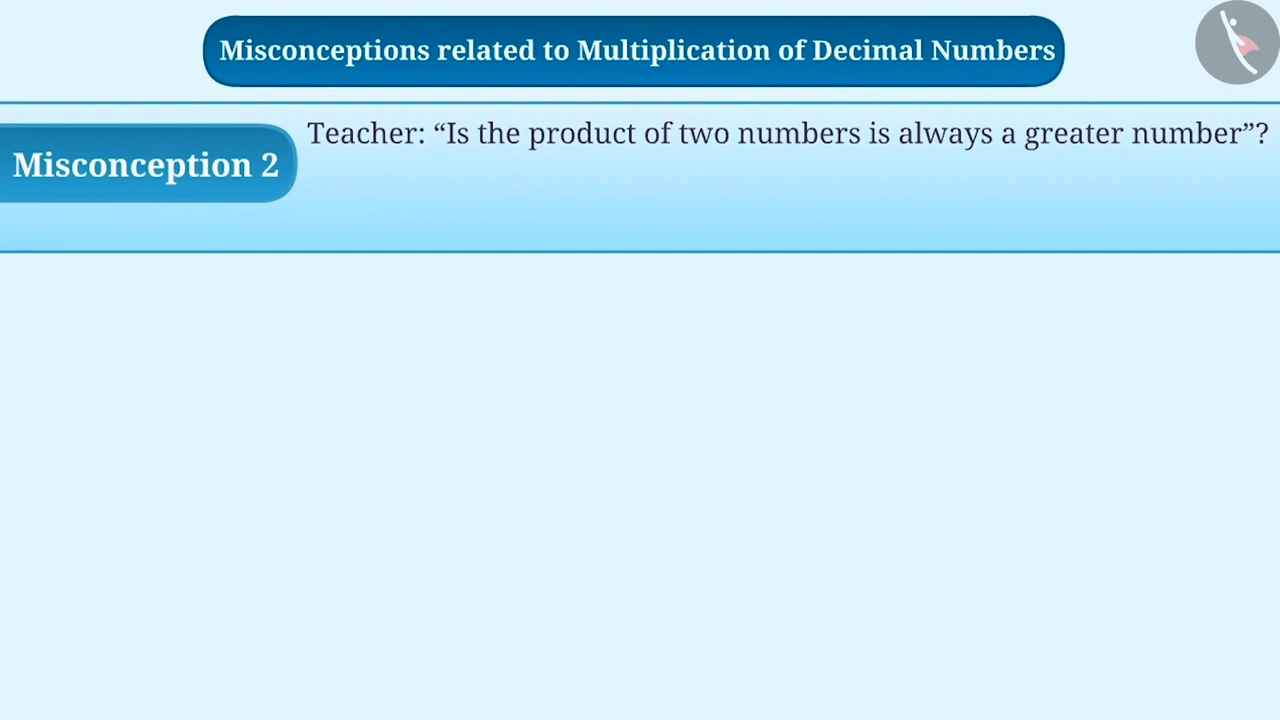 Misconceptions related to Multiplication of Decimal Numbers
Teacher: “Is the product of two numbers is always a greater number”?
Misconception 2